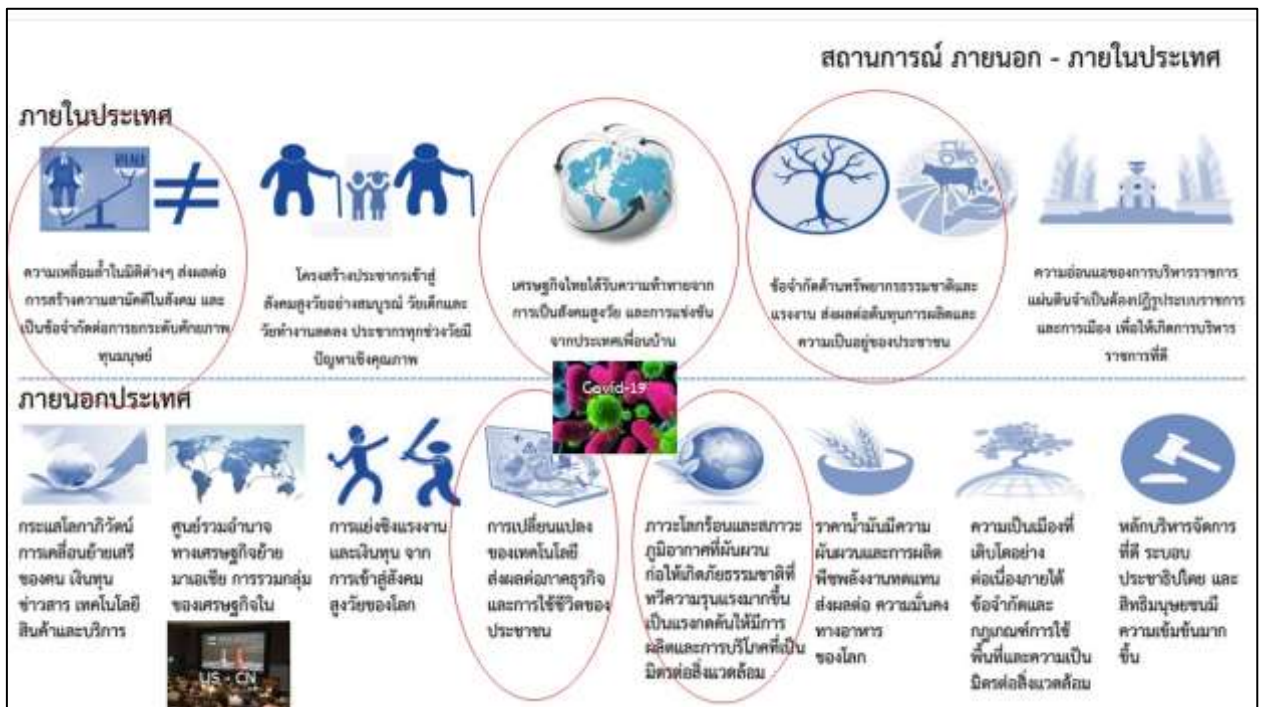 สถานการณ์ ภายนอก - ภายในประเทศ
ภายในประเทศ
ความเหลื่อมล้ำในมิติต่างๆ ส่งผลต่อ
การสร้างความสามัคคีในสังคม และ
เป็นข้อจำกัดต่อการยกระดับศักยภาพ
ทุนมนุษย์
โครงสร้างประชากรเข้าสู่
สังคมสูงวัยอย่างสมบูรณ์ วัยเด็กและ
วัยทำงานลดลง ประชากรทุกช่วงวัยมี
ปัญหาเชิงคุณภาพ
เศรษฐกิจไทยได้รับความท้าทายจาก
การเป็นสังคมสูงวัย และการแข่งขัน
จากประเทศเพื่อนบ้าน
ข้อจำกัดด้านทรัพยากรธรรมชาติและ
แรงงาน ส่งผลต่อต้นทุนการผลิตและ
ความเป็นอยู่ของประชาชน
ความอ่อนแอของการบริหารราชการ
แผ่นดินจำเป็นต้องปฏิรูประบบราชการ
และการเมือง เพื่อให้เกิดการบริหาร
ราชการที่ดี
Covid-19
ภายนอกประเทศ
กระแสโลกาภิวัตน์
การเคลื่อนย้ายเสรี
ของคน เงินทุน
ข่าวสาร เทคโนโลยี
สินค้าและบริการ
ศูนย์รวมอำนาจ
ทางเศรษฐกิจย้าย
มาเอเชีย การรวมกลุ่ม
ของเศรษฐกิจใน
US - CN
การแย่งชิงแรงงาน
และเงินทุน จาก
การเข้าสู่สังคม
สูงวัยของโลก
การเปลี่ยนแปลง
ของเทคโนโลยี
ส่งผลต่อภาคธุรกิจ
และการใช้ชีวิตของ
ประชาชน
ภาวะโลกร้อนและสภาวะ
ภูมิอากาศที่ผันผวน
ก่อให้เกิดภัยธรรมชาติที่
ทวีความรุนแรงมากขึ้น
เป็นแรงกดดันให้มีการ
ผลิตและการบริโภคที่เป็น
มิตรต่อสิ่งแวดล้อม
ราคาน้ำมันมีความ
ผันผวนและการผลิต
พืชพลังงานทดแทน
ส่งผลต่อ ความมั่นคง
ทางอาหาร
ของโลก
ความเป็นเมืองที่
เติบโตอย่าง
ต่อเนื่องภายใต้
ข้อจำกัดและ
กฎเกณฑ์การใช้
พื้นที่และความเป็น
มิตรต่อสิ่งแวดล้อม
หลักบริหารจัดการ
ที่ดี ระบอบ
ประชาธิปไตย และ
สิทธิมนุษยชนมี
ความเข้มข้นมาก
ขึ้น